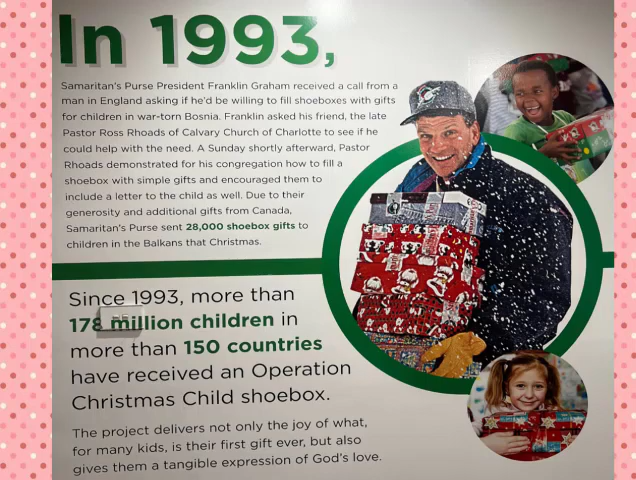 In 1993,
Samaritan's Purse President Franklin Graham received a call from a
man in England asking if he'd be willing to fill shoeboxes with gifts
for children in war-torn Bosnia. Franklin asked his friend, the late
Pastor Ross Rhoads of Calvary Church of Charlotte to see if he
could help with the need. A Sunday shortly afterward, Pastor
Rhoads demonstrated for his congregation how to fill a
shoebox with simple gifts and encouraged them to
include a letter to the child as well. Due to their
generosity and additional gifts from Canada,
Samaritan's Purse sent 28,000 shoebox gifts to
children in the Balkans that Christmas.
Since 1993, more than
178 million children in
more than 150 countries
have received an Operation
Christmas Child shoebox.
The project delivers not only the joy of what,
for many kids, is their first gift ever, but also
gives them a tangible expression of God's love.